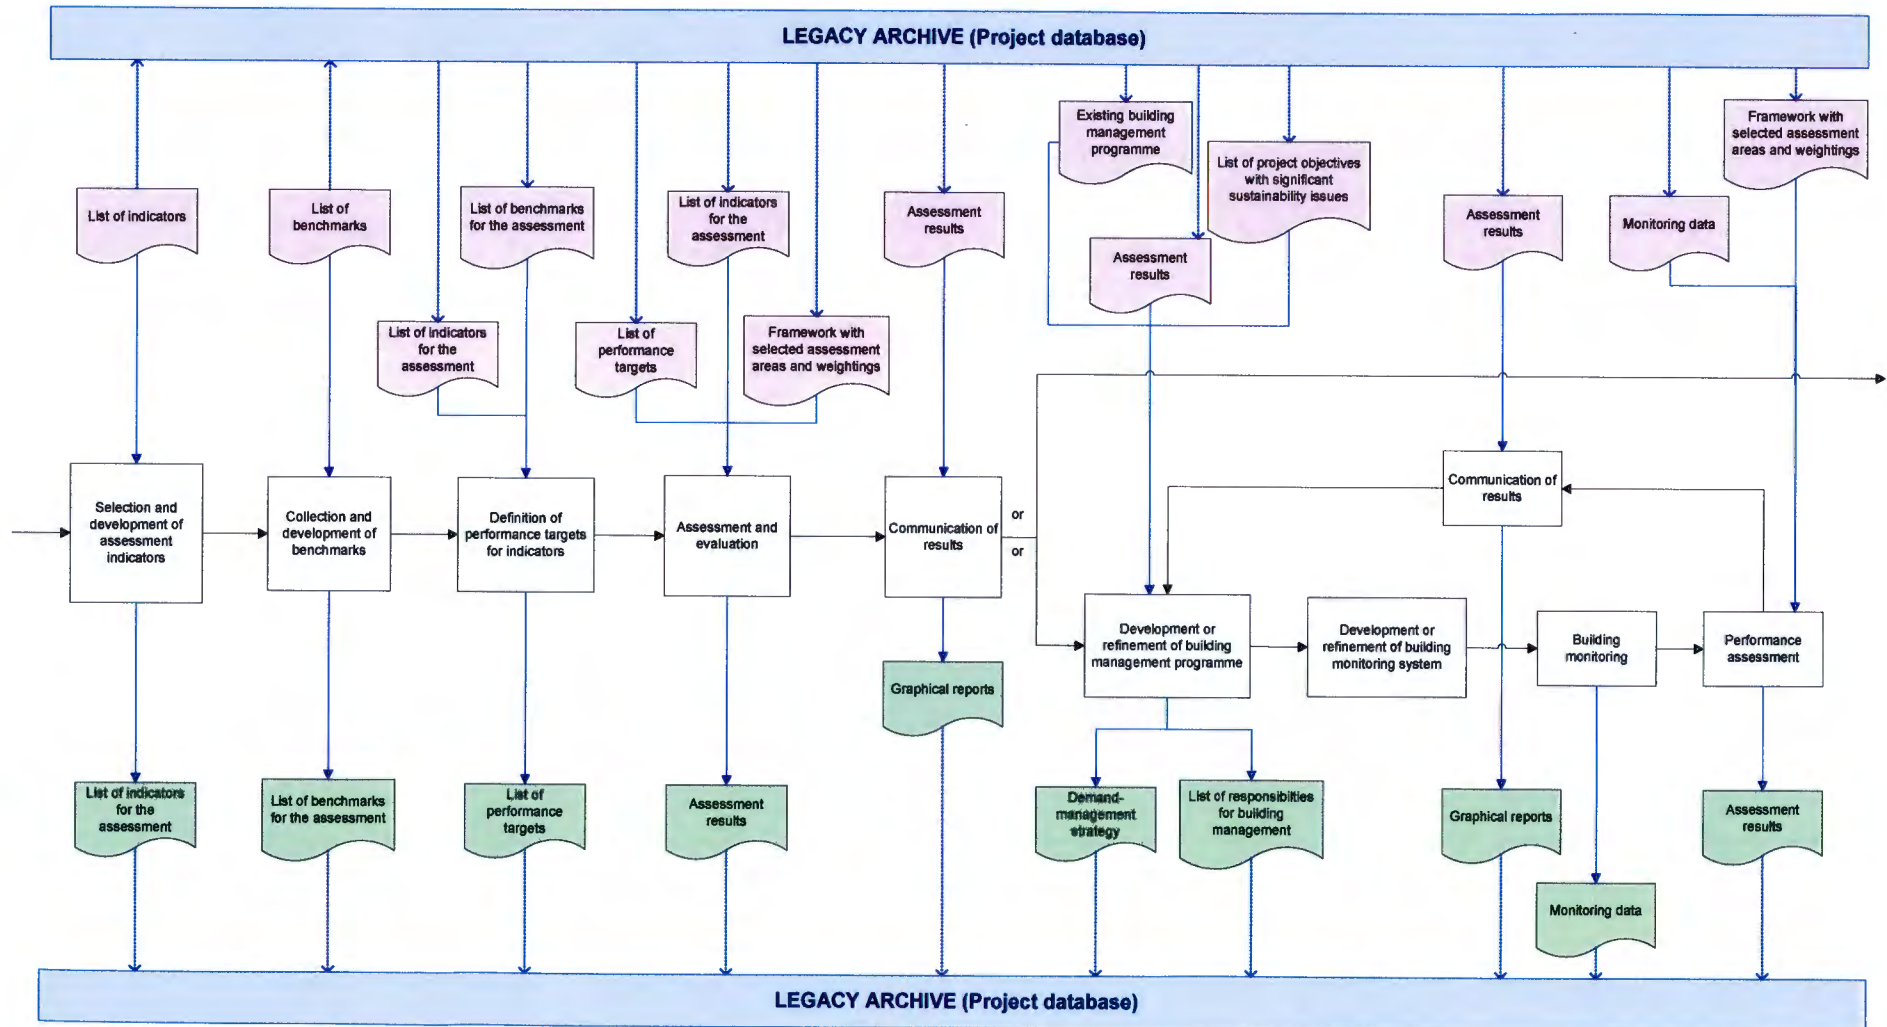 LEGACY ARCHIVE (Project database)
Existing building
management
programme
Framework with
selected assessment
areas and weightings
List of project objectives
with significant
sustainability issues
List of indicators
List of
benchmarks
List of benchmarks
for the assessment
List of indicators
for the
assessment
Assessment
results
Assessment
results
Monitoring data
Assessment
results
List of indicators
for the
assessment
List of
performance
targets
Framework with
selected assessment
areas and weightings
Selection and
development of
assessment
indicators
Collection and
development of
benchmarks
Definition of
performance targets
for indicators
Assessment and
evaluation
Communication of
results
or
or
Communication of
results
Development or
refinement of building
management programme
Development or
refinement of building
monitoring system
Building
monitoring
Performance
assessment
Graphical reports
List of indicators
for the
assessment
List of benchmarks
for the assessment
List of
performance
targets
Assessment
results
Demand-
management
strategy
List of responsibilties
for building
management
Graphical reports
Assessment
results
Monitoring data
LEGACY ARCHIVE (Project database)